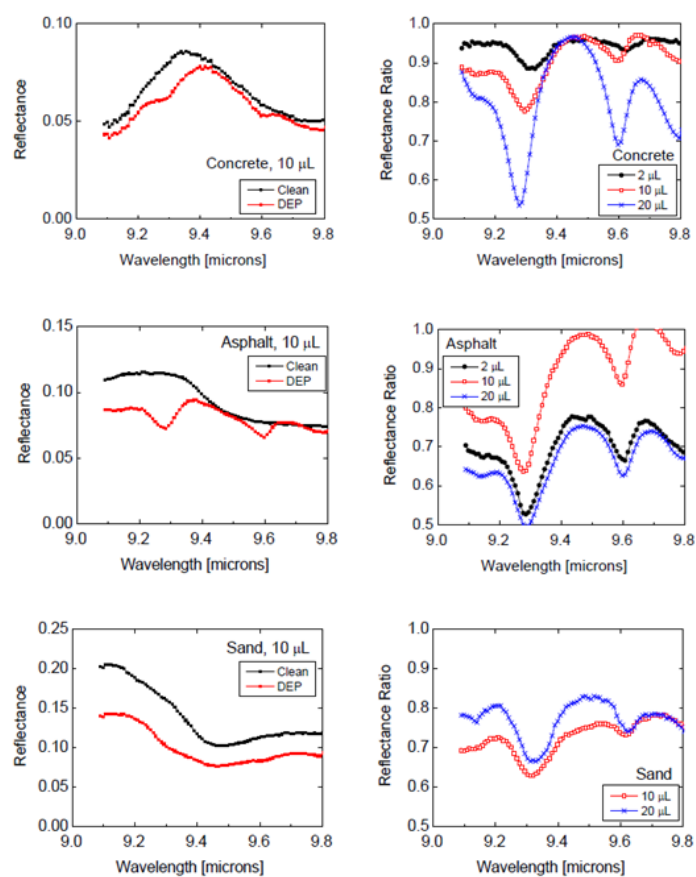 0.10
0.05
0.00
Reflectance
Concrete, 10 μL
Clean
DEP
9.0 9.2 9.4 9.6 9.8
Wavelength [microns]
1.0
0.9
0.8
0.7
0.6
0.5
Reflectance Ratio
Concrete
2 μL
10 μL
20 μL
9.0 9.2 9.4 9.6 9.8
Wavelength [microns]
0.15
0.10
0.05
0.00
Reflectance
Asphalt, 10 μL
Clean
DEP
9.0 9.2 9.4 9.6 9.8
Wavelength [microns]
1.0
0.9
0.8
0.7
0.6
0.5
Reflectance Ratio
Asphalt
2 μL
10 μL
20 μL
9.0 9.2 9.4 9.6 9.8
Wavelength [microns]
0.25
0.20
0.15
0.10
0.05
0.00
Reflectance
Sand, 10 μL
Clean
DEP
9.0 9.2 9.4 9.6 9.8
Wavelength [microns]
1.0
0.9
0.8
0.7
0.6
0.5
Reflectance Ratio
Sand
10 μL
20 μL
9.0 9.2 9.4 9.6 9.8
Wavelength [microns]